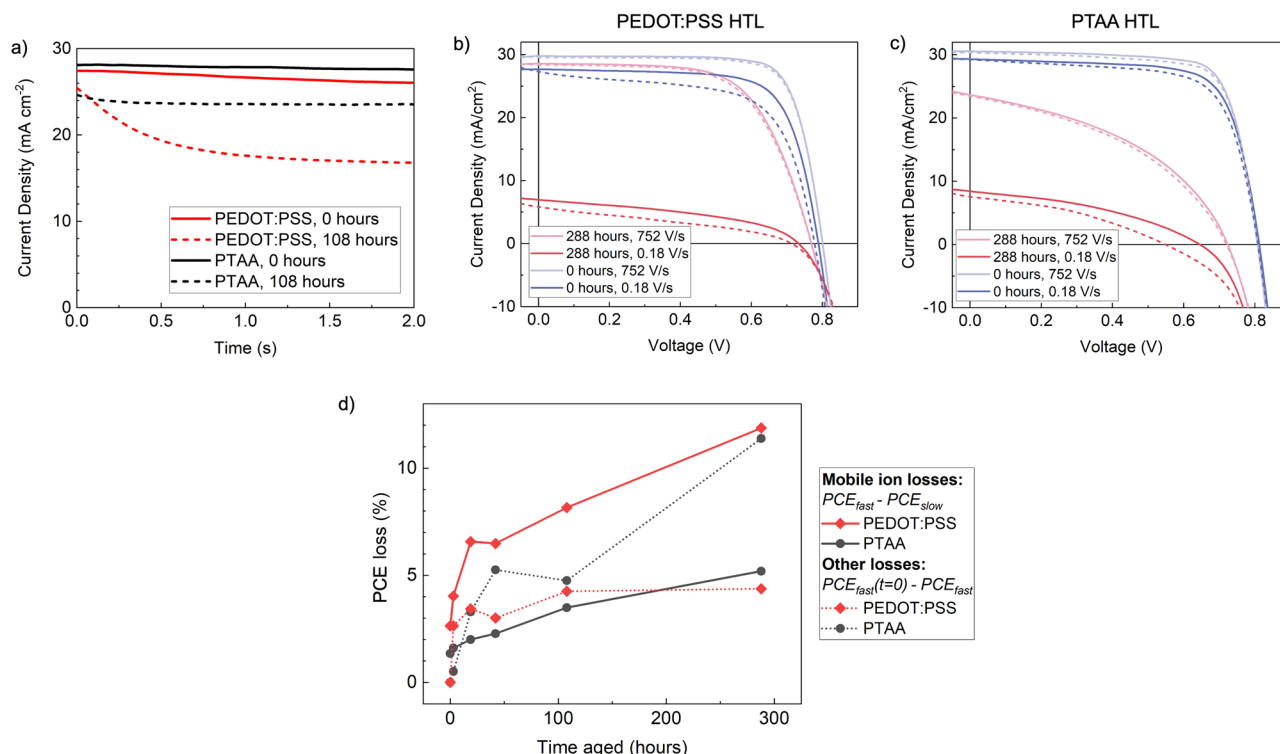 PEDOT:PSS HTL
PTAA HTL
a)
30
20
10
0
0.0
0.5
1.0
1.5
2.0
Current Density (mA cm⁻²)
Time (s)
PEDOT:PSS, 0 hours
PEDOT:PSS, 108 hours
PTAA, 0 hours
PTAA, 108 hours
b)
30
20
10
0
-10
0.0
0.2
0.4
0.6
0.8
Current Density (mA/cm²)
Voltage (V)
288 hours, 752 V/s
288 hours, 0.18 V/s
0 hours, 752 V/s
0 hours, 0.18 V/s
c)
30
20
10
0
-10
0.0
0.2
0.4
0.6
0.8
Current Density (mA/cm²)
Voltage (V)
288 hours, 752 V/s
288 hours, 0.18 V/s
0 hours, 752 V/s
0 hours, 0.18 V/s
d)
10
5
0
0
100
200
300
PCE loss (%)
Time aged (hours)
Mobile ion losses:
PCE_fast - PCE_slow
PEDOT:PSS
PTAA
Other losses:
PCE_fast(t=0) - PCE_fast
PEDOT:PSS
PTAA